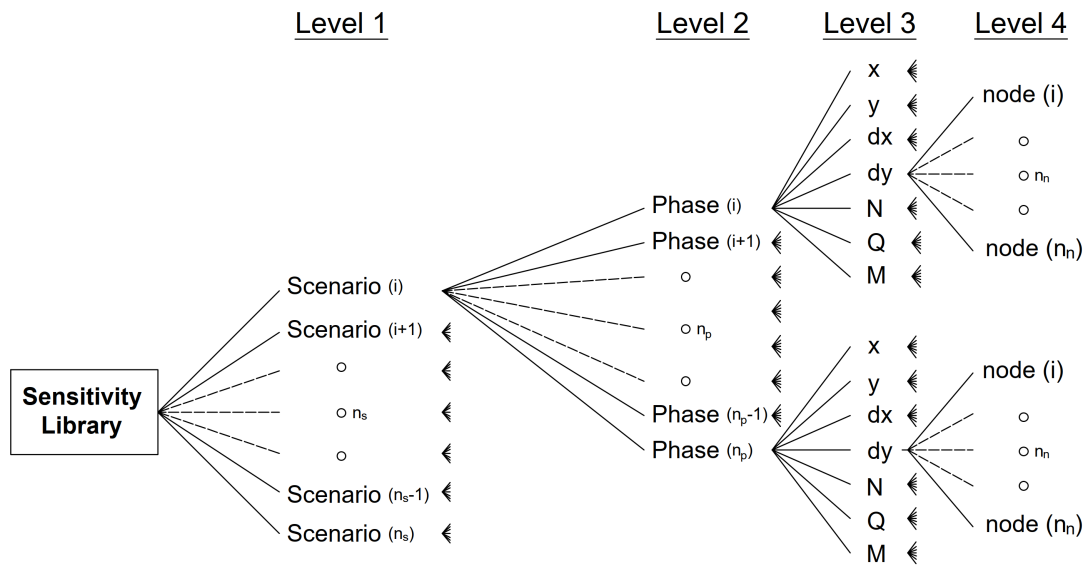 Level 1
Level 2
Level 3
Level 4
Sensitivity
Library
Scenario (i)
Scenario (i+1)
nₛ
Scenario (nₛ-1)
Scenario (nₛ)
Phase (i)
Phase (i+1)
nₚ
Phase (nₚ-1)
Phase (nₚ)
x
y
dx
dy
N
Q
M
node (i)
nₙ
node (nₙ)
x
y
dx
dy
N
Q
M
node (i)
nₙ
node (nₙ)